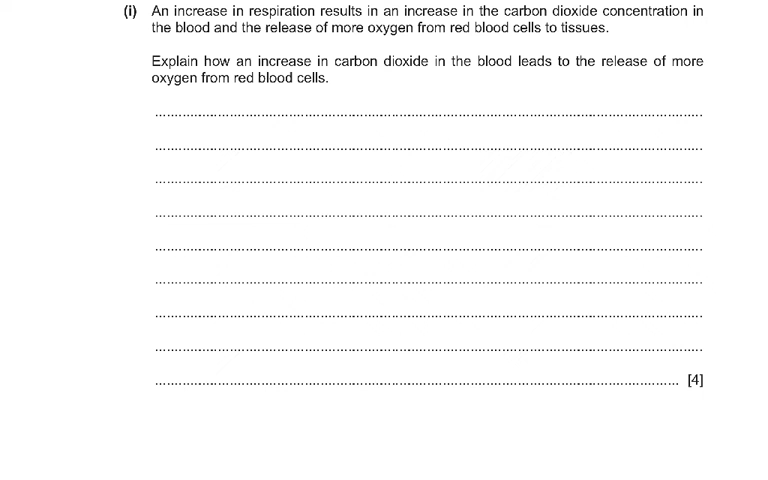 (i) An increase in respiration results in an increase in the carbon dioxide concentration in
the blood and the release of more oxygen from red blood cells to tissues.
Explain how an increase in carbon dioxide in the blood leads to the release of more
oxygen from red blood cells.
[4]